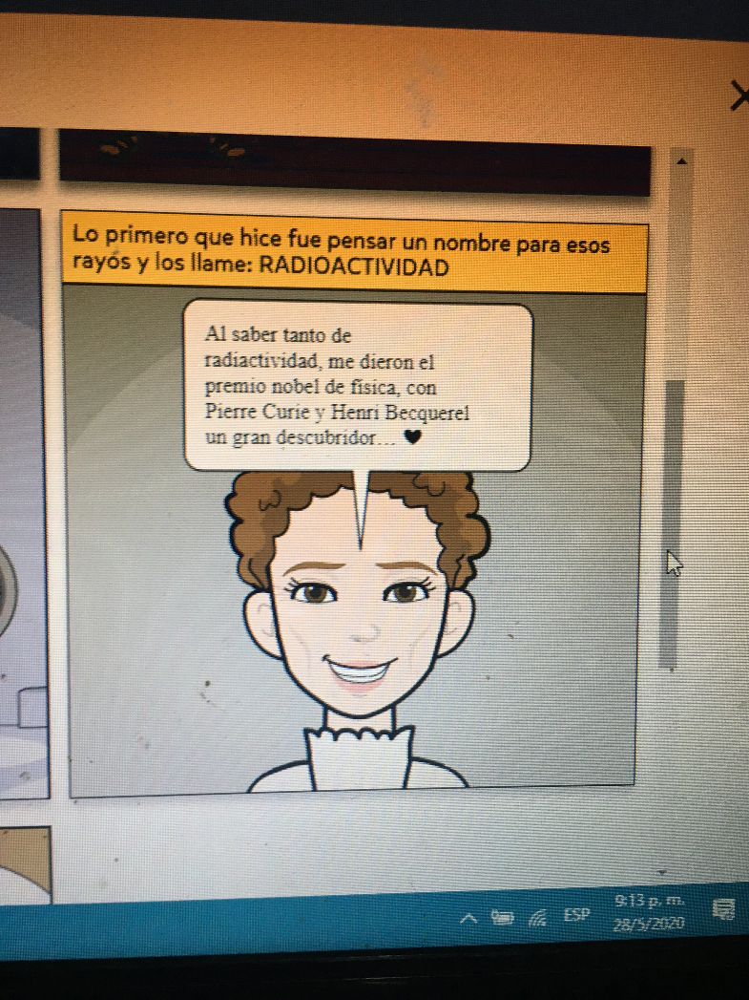 Lo primero que hice fue pensar un nombre para esos
rayos y los llame: RADIOACTIVIDAD
Al saber tanto de
radiactividad, me dieron el
premio nobel de física, con
Pierre Curie y Henri Becquerel
un gran descubridor... ♥
ESP
9:13 p. m.
28/5/2020